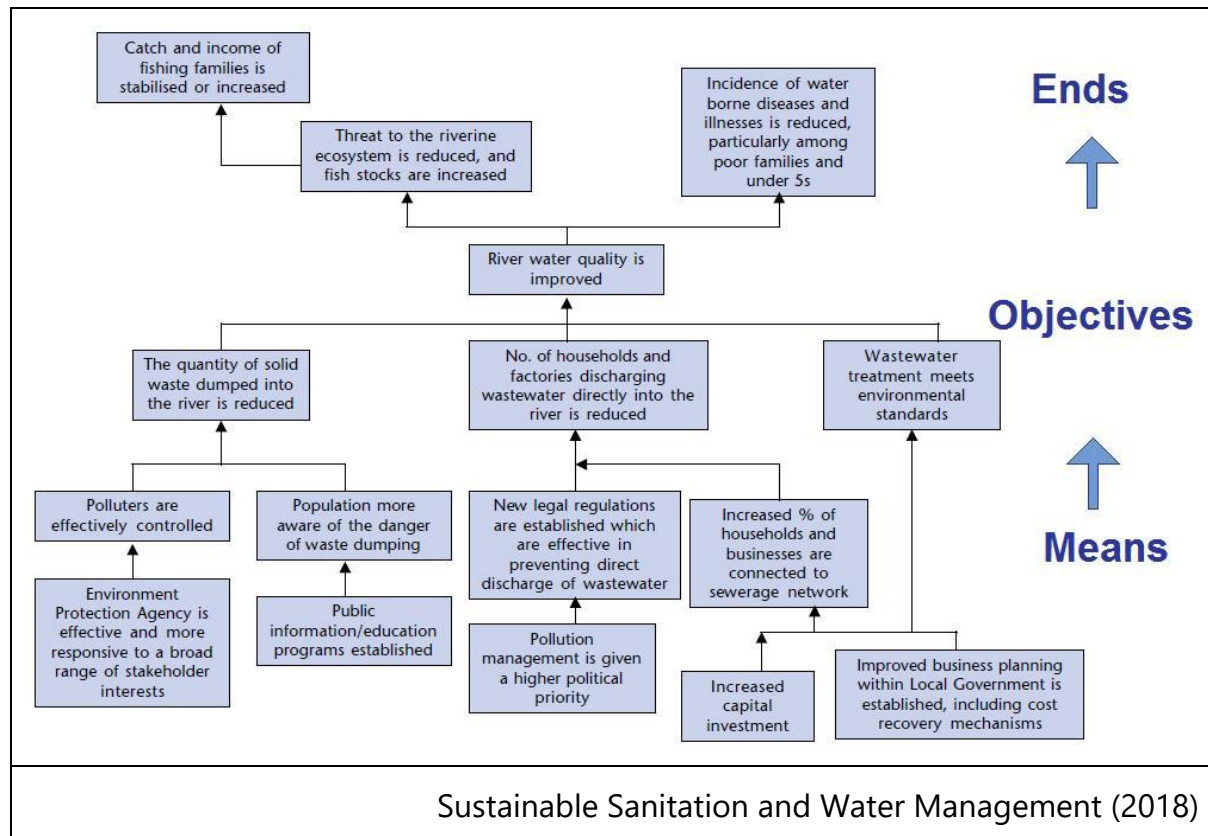 Catch and income of
fishing families is
stabilised or increased
Incidence of water
borne diseases and
illnesses is reduced,
particularly among
poor families and
under 5s
Ends
Threat to the riverine
ecosystem is reduced, and
fish stocks are increased
River water quality is
improved
Objectives
The quantity of solid
waste dumped into
the river is reduced
No. of households and
factories discharging
wastewater directly into the
river is reduced
Wastewater
treatment meets
environmental
standards
Polluters are
effectively controlled
Population more
aware of the danger
of waste dumping
New legal regulations
are established which
are effective in
preventing direct
discharge of wastewater
Increased % of
households and
businesses are
connected to
sewerage network
Means
Environment
Protection Agency is
effective and more
responsive to a broad
range of stakeholder
interests
Public
information/education
programs established
Pollution
management is given
a higher political
priority
Increased
capital
investment
Improved business planning
within Local Government is
established, including cost
recovery mechanisms
Sustainable Sanitation and Water Management (2018)